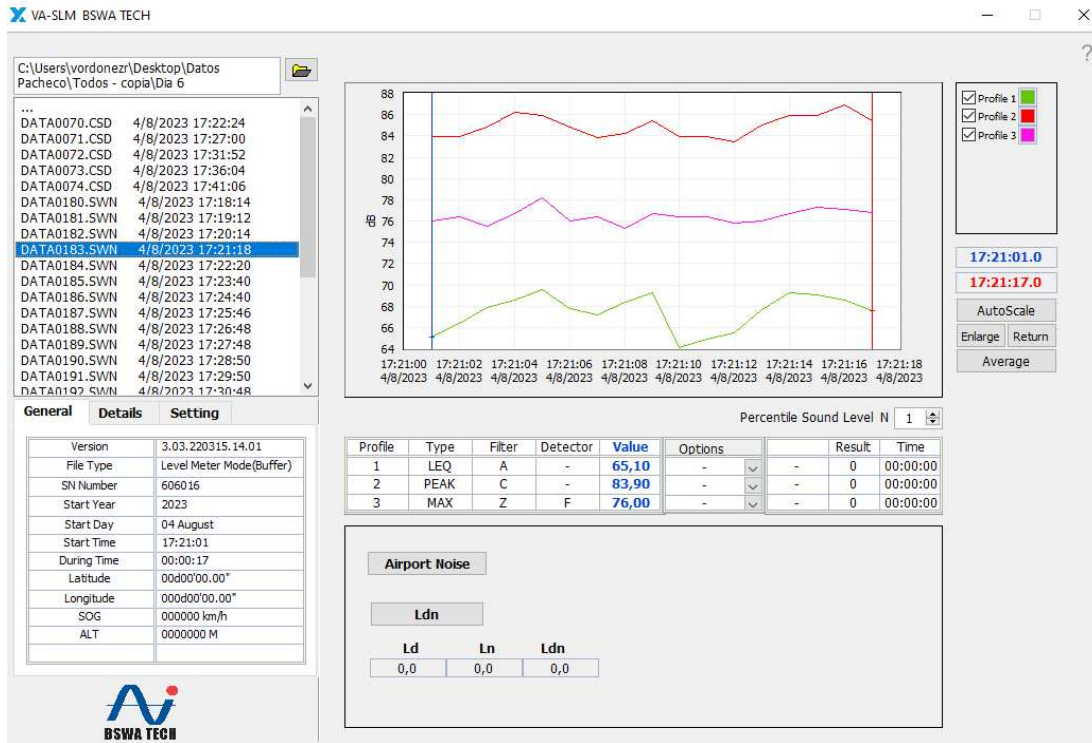 VA-SLM BSWA TECH
?
C:\Users\vordonezr\Desktop\Datos
Pacheco\Todos - copia\Dia 6
...
DATA0070.CSD 4/8/2023 17:22:24
DATA0071.CSD 4/8/2023 17:27:00
DATA0072.CSD 4/8/2023 17:31:52
DATA0073.CSD 4/8/2023 17:36:04
DATA0074.CSD 4/8/2023 17:41:06
DATA0180.SWN 4/8/2023 17:18:14
DATA0181.SWN 4/8/2023 17:19:12
DATA0182.SWN 4/8/2023 17:20:14
DATA0183.SWN 4/8/2023 17:21:18
DATA0184.SWN 4/8/2023 17:22:20
DATA0185.SWN 4/8/2023 17:23:40
DATA0186.SWN 4/8/2023 17:24:40
DATA0187.SWN 4/8/2023 17:25:46
DATA0188.SWN 4/8/2023 17:26:48
DATA0189.SWN 4/8/2023 17:27:48
DATA0190.SWN 4/8/2023 17:28:50
DATA0191.SWN 4/8/2023 17:29:50
DATA0192.SWN 4/8/2023 17:30:48
General Details Setting
Version 3.03.220315.14.01
File Type Level Meter Mode(Buffer)
SN Number 606016
Start Year 2023
Start Day 04 August
Start Time 17:21:01
During Time 00:00:17
Latitude 00d00'00.00"
Longitude 000d00'00.00"
SOG 000000 km/h
ALT 0000000 M
BSWA TECH
88
86
84
82
80
78
76
74
72
70
68
66
64
dB
17:21:00 17:21:02 17:21:04 17:21:06 17:21:08 17:21:10 17:21:12 17:21:14 17:21:16 17:21:18
4/8/2023 4/8/2023 4/8/2023 4/8/2023 4/8/2023 4/8/2023 4/8/2023 4/8/2023 4/8/2023 4/8/2023
Profile 1
Profile 2
Profile 3
17:21:01.0
17:21:17.0
AutoScale
Enlarge Return
Average
Percentile Sound Level N 1
Profile Type Filter Detector Value Options Result Time
1 LEQ A - 65,10 - - 0 00:00:00
2 PEAK C - 83,90 - - 0 00:00:00
3 MAX Z F 76,00 - - 0 00:00:00
Airport Noise
Ldn
Ld Ln Ldn
0,0 0,0 0,0